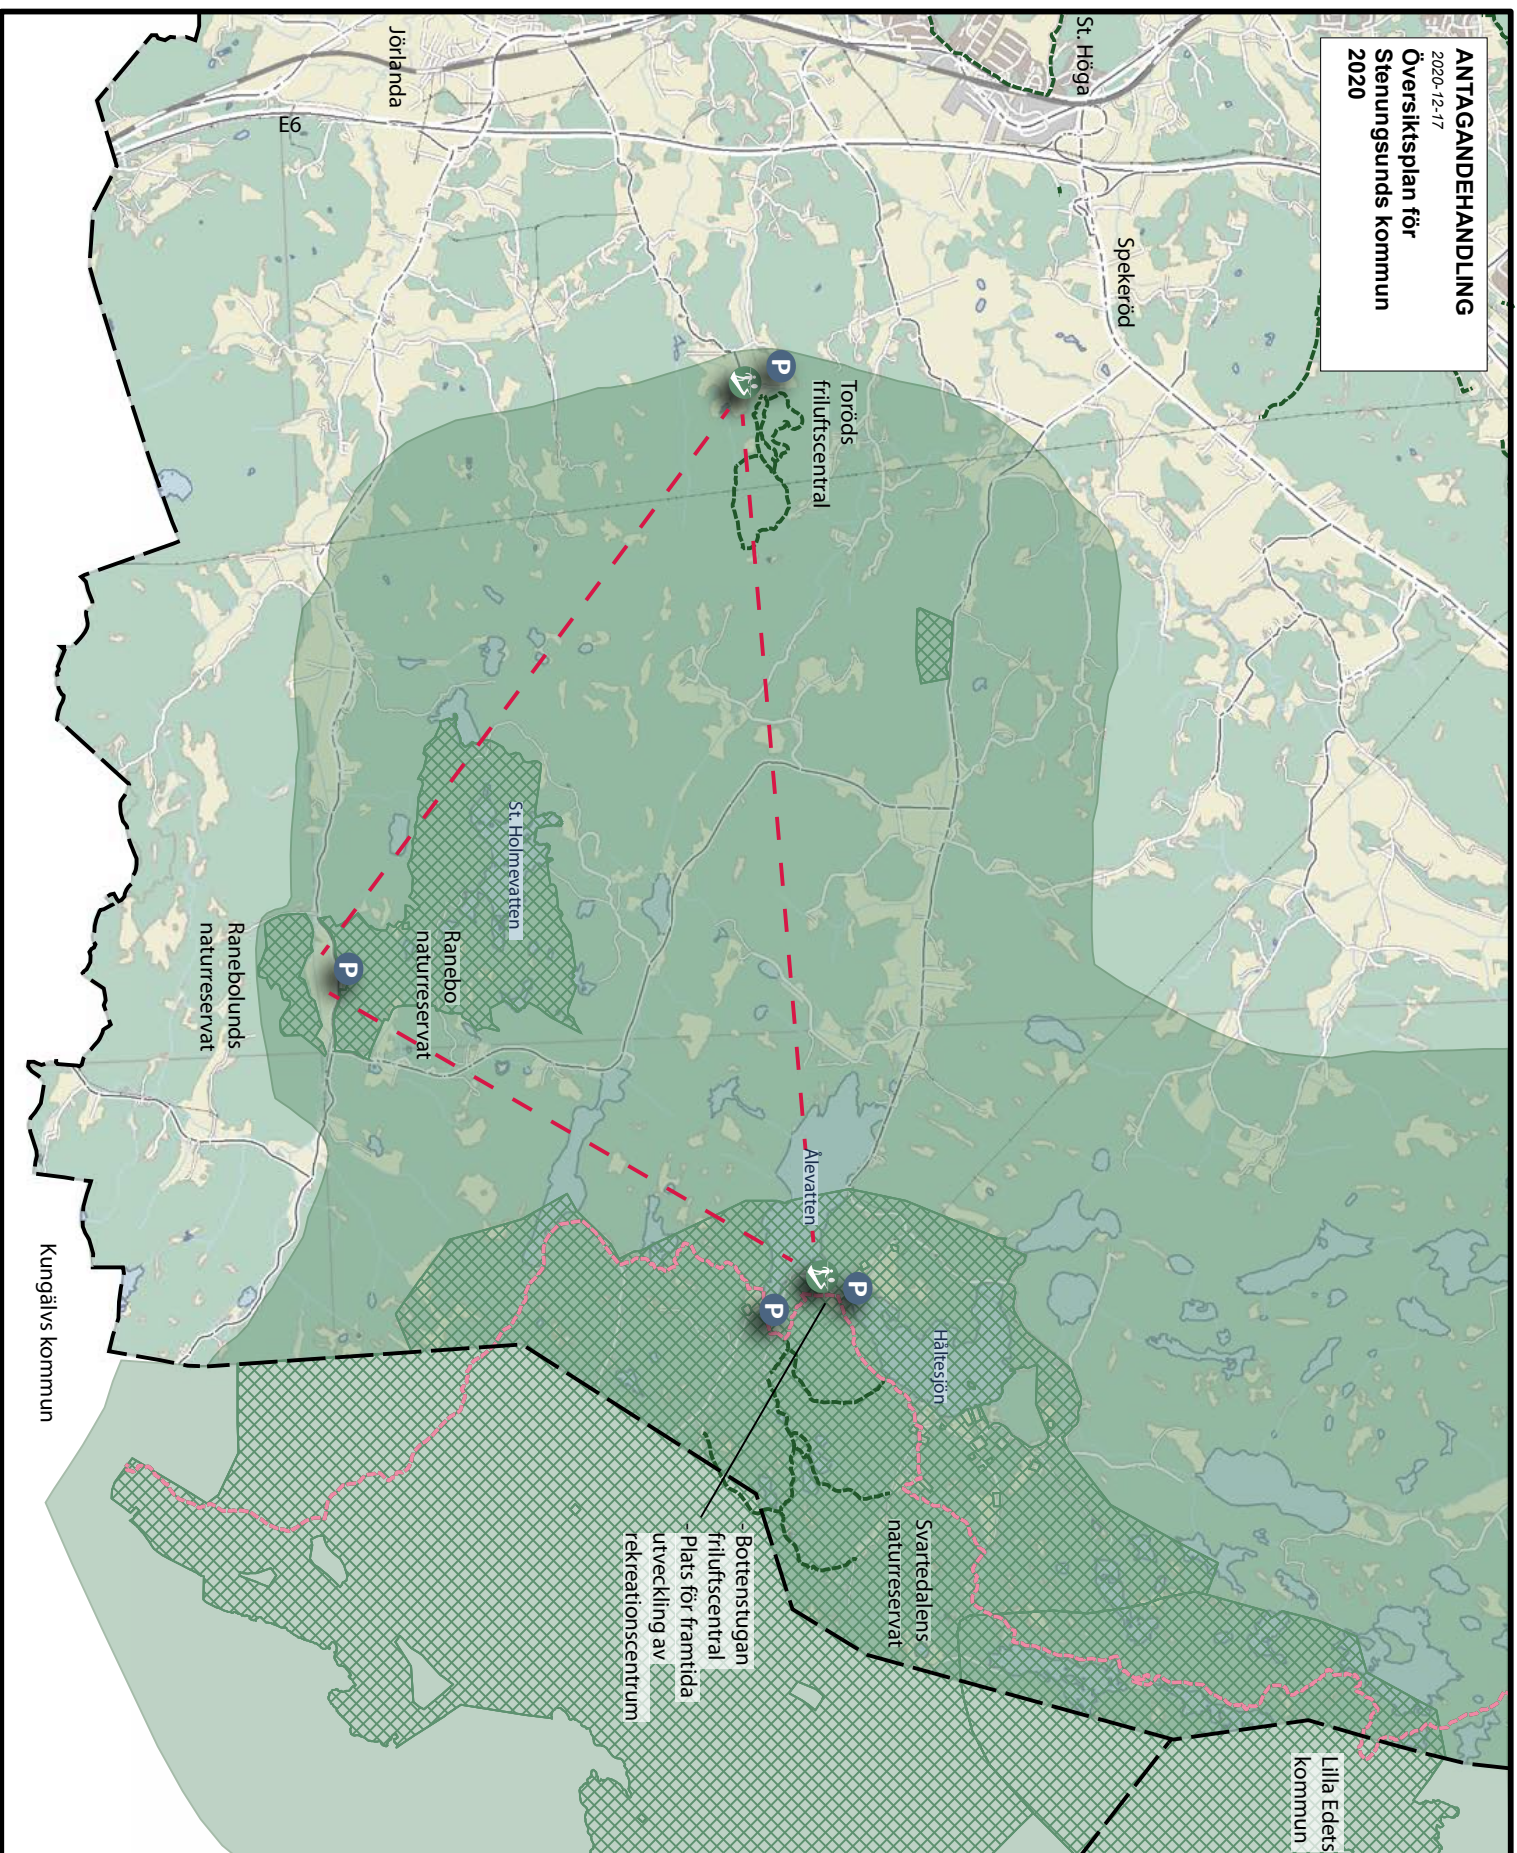 ANTAGANDEHANDLING
2020-12-17
Översiktsplan för
Stenungsunds kommun
2020
St. Höga
Jörlanda
E6
Spekeröd
P
Toröds
friluftscentral
St. Holmevatten
Ranebo
naturreservat
P
Ranebolunds
naturreservat
Ålevatten
P
P
Hältesjön
Kungälvs kommun
Svartedalens
naturreservat
- Bottenstugan
friluftscentral
- Plats för framtida
utveckling av
rekreationscentrum
Lilla Edets
kommun